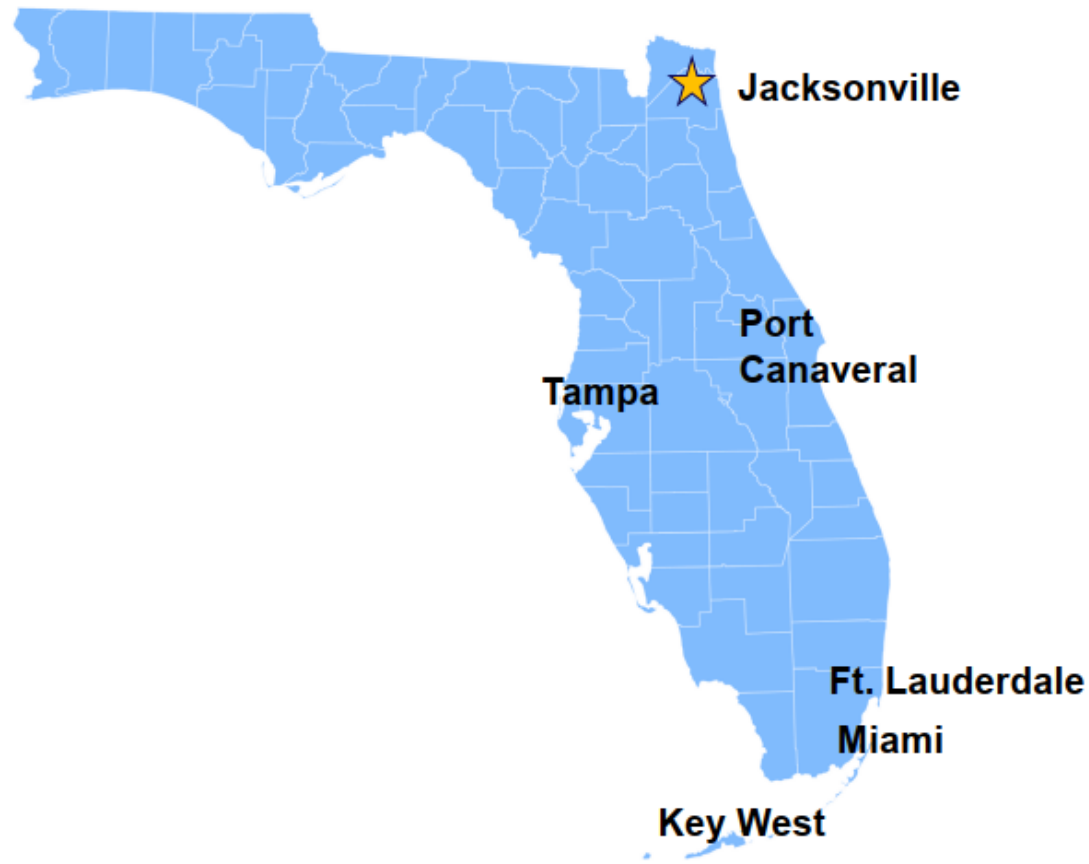 Jacksonville
Port
Canaveral
Tampa
Ft. Lauderdale
Miami
Key West